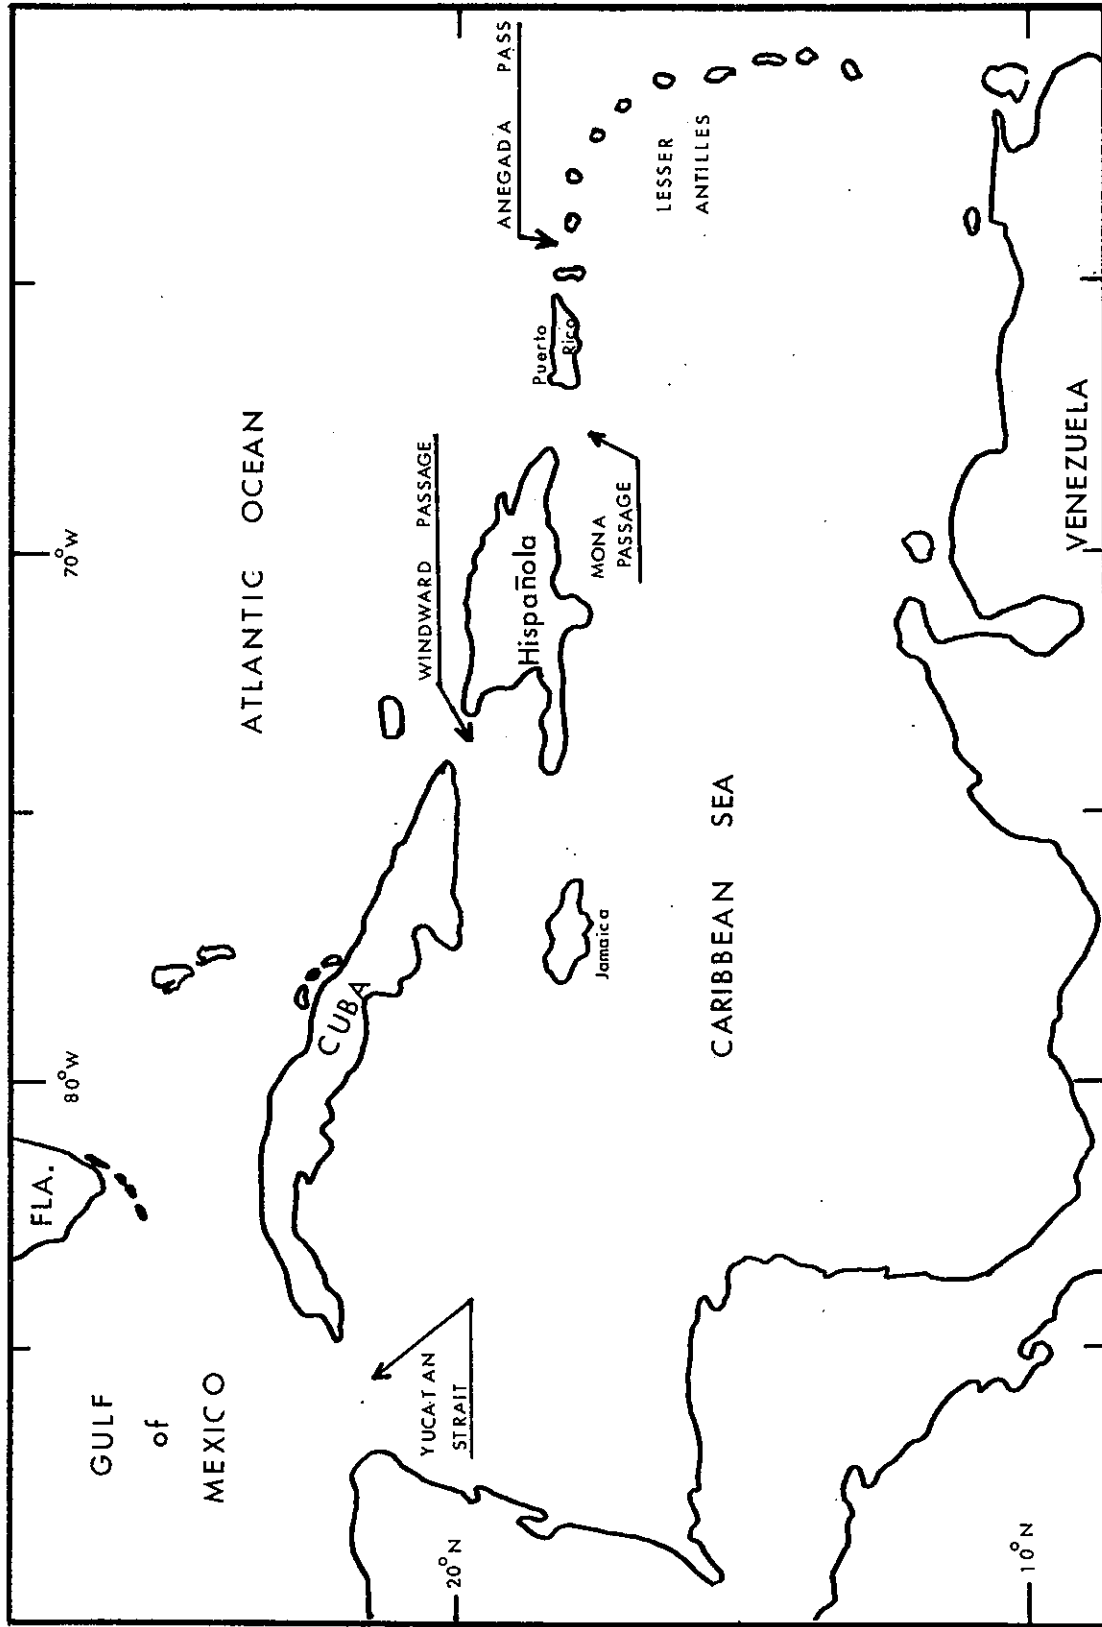 GULF
of
MEXICO
FLA.
80°W
70°W
ATLANTIC OCEAN
CUBA
YUCATAN
STRAIT
20°N
WINDWARD PASSAGE
Hispañola
MONA
PASSAGE
Puerto
Rico
ANEGADA PASS
LESSER
ANTILLES
Jamaica
CARIBBEAN SEA
10°N
VENEZUELA